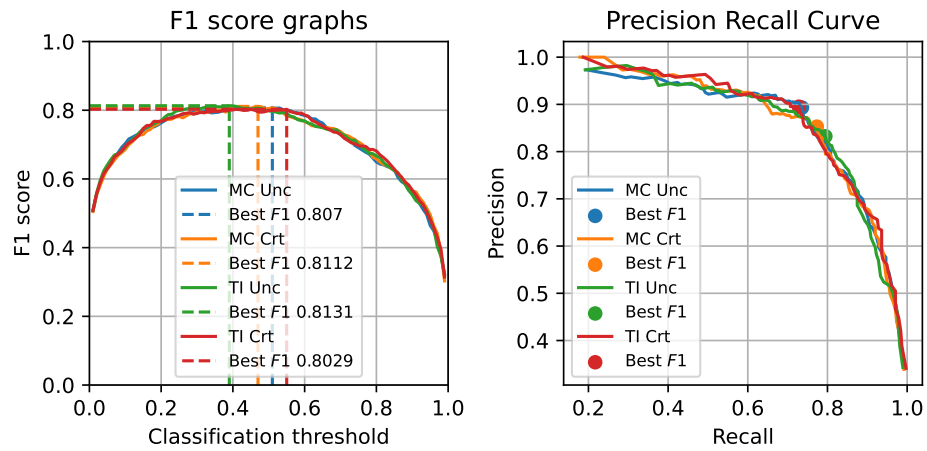 F1 score graphs
1.0
0.8
0.6
0.4
0.2
0.0
F1 score
MC Unc
Best F1 0.807
MC Crt
Best F1 0.8112
TI Unc
Best F1 0.8131
TI Crt
Best F1 0.8029
0.0 0.2 0.4 0.6 0.8 1.0
Classification threshold
Precision Recall Curve
1.0
0.9
0.8
0.7
0.6
0.5
0.4
Precision
MC Unc
Best F1
MC Crt
Best F1
TI Unc
Best F1
TI Crt
Best F1
0.2 0.4 0.6 0.8 1.0
Recall